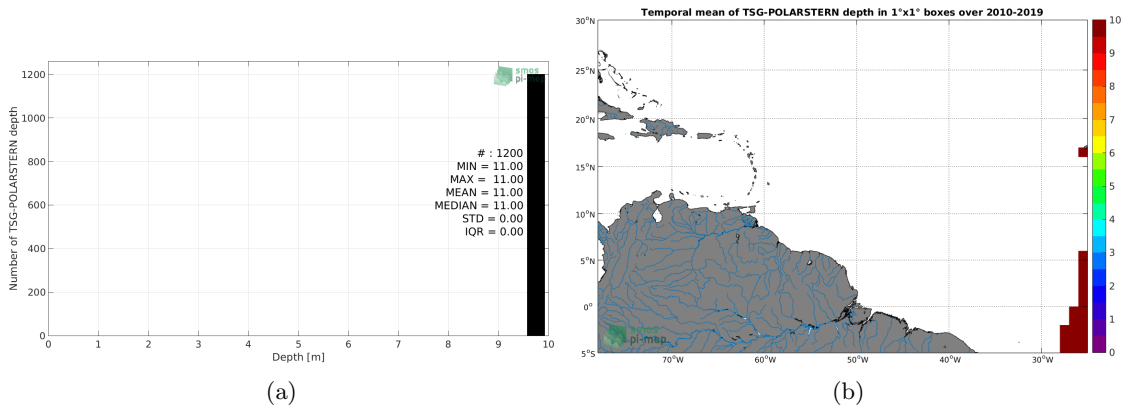 smos
pi-mep
1200
1000
800
600
400
200
0
Number of TSG-POLARSTERN depth
# : 1200
MIN = 11.00
MAX = 11.00
MEAN = 11.00
MEDIAN = 11.00
STD = 0.00
IQR = 0.00
0 1 2 3 4 5 6 7 8 9 10
Depth [m]
(a)
Temporal mean of TSG-POLARSTERN depth in 1°x1° boxes over 2010-2019
30°N
25°N
20°N
15°N
10°N
5°N
0°
5°S
70°W 60°W 50°W 40°W 30°W
smos
pi-mep
10
9
8
7
6
5
4
3
2
1
0
(b)